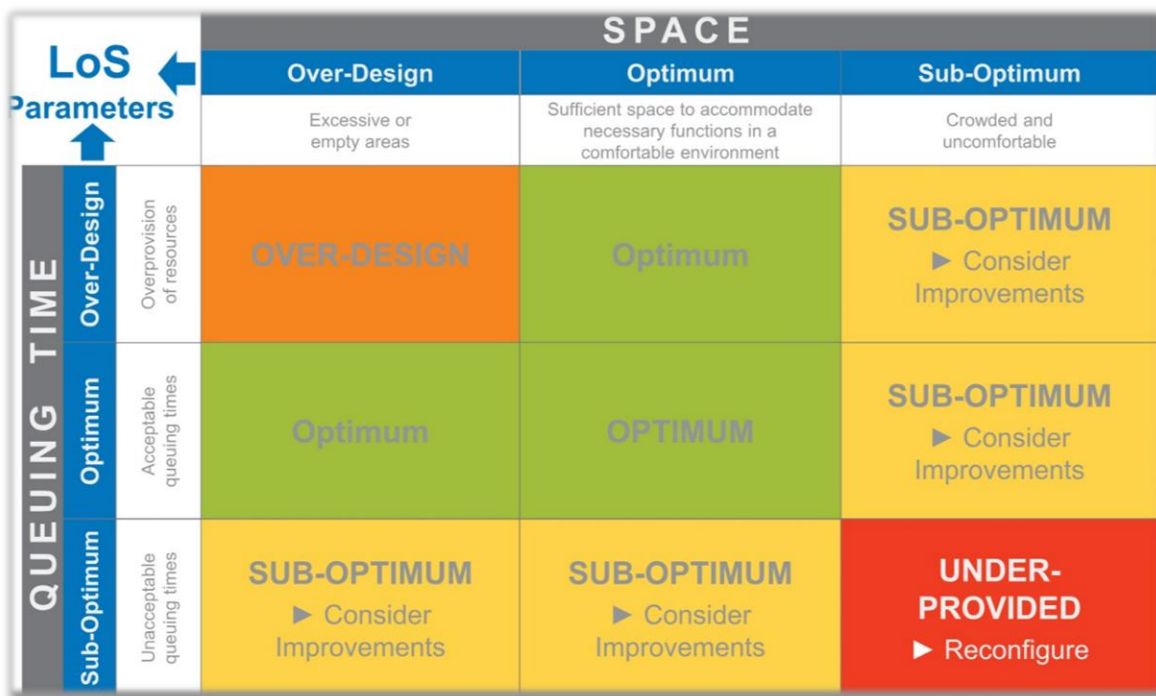 SPACE
LoS
Parameters
Over-Design
Optimum
Sub-Optimum
Excessive or
empty areas
Sufficient space to accommodate
necessary functions in a
comfortable environment
Crowded and
uncomfortable
QUEUING TIME
Over-Design
Overprovision
of resources
OVER-DESIGN
Optimum
SUB-OPTIMUM
► Consider
Improvements
Optimum
Acceptable
queuing times
Optimum
OPTIMUM
SUB-OPTIMUM
► Consider
Improvements
Sub-Optimum
Unacceptable
queuing times
SUB-OPTIMUM
► Consider
Improvements
SUB-OPTIMUM
► Consider
Improvements
UNDER-
PROVIDED
► Reconfigure